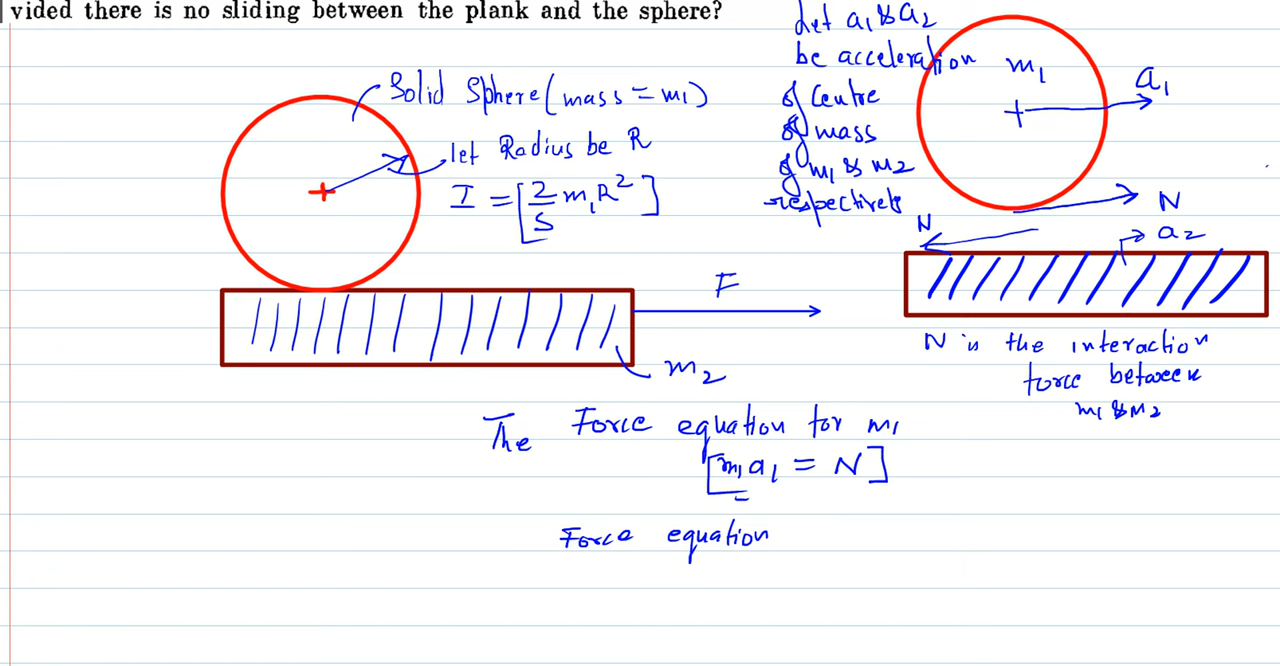 vided there is no sliding between the plank and the sphere?
Solid Sphere (mass = m₁)
let Radius be R
I = [2/5 m₁R²]
F
m₂
Let a₁ & a₂
be acceleration
of Centre
of mass
of m₁ & m₂
respectively
m₁
a₁
N
N
a₂
N is the interaction
force between
m₁ & m₂
The Force equation for m₁
[m₁a₁ = N]
Force equation